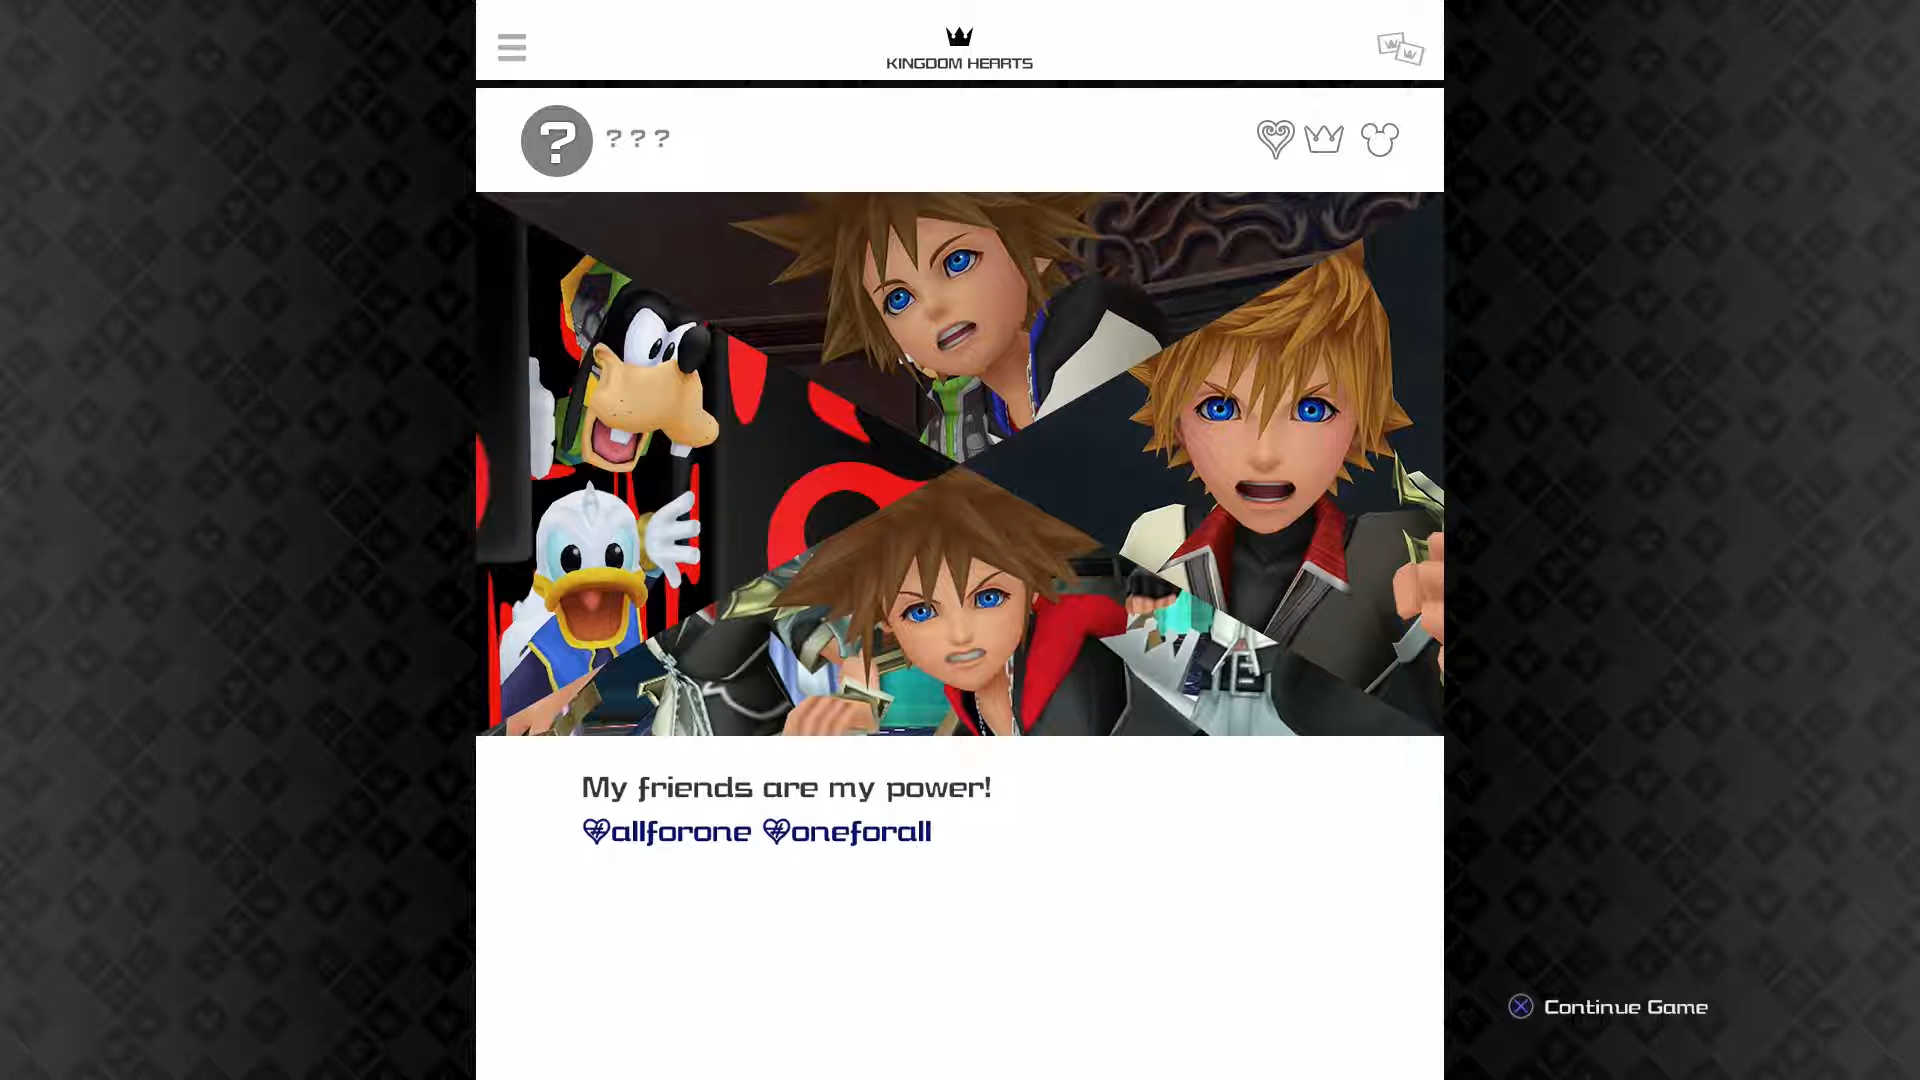 KINGDOM HEARTS
? ? ? ?
My friends are my power!
#allforone #oneforall
Continue Game